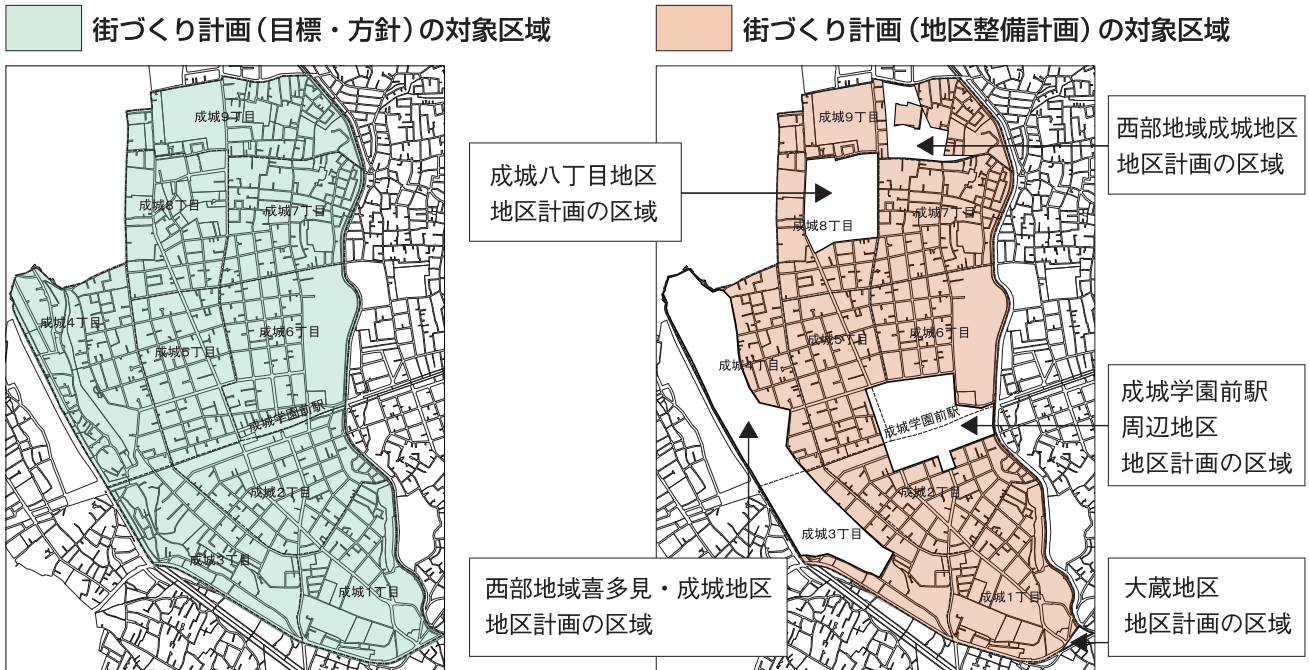 街づくり計画（目標・方針）の対象区域
成城9丁目
成城8丁目
成城7丁目
成城4丁目
成城5丁目
成城6丁目
成城学園前駅
成城2丁目
成城3丁目
成城1丁目
街づくり計画（地区整備計画）の対象区域
成城9丁目
成城8丁目
成城7丁目
成城4丁目
成城5丁目
成城6丁目
成城学園前駅
成城2丁目
成城3丁目
成城1丁目
成城八丁目地区
地区計画の区域
西部地域成城地区
地区計画の区域
成城学園前駅
周辺地区
地区計画の区域
西部地域喜多見・成城地区
地区計画の区域
大蔵地区
地区計画の区域